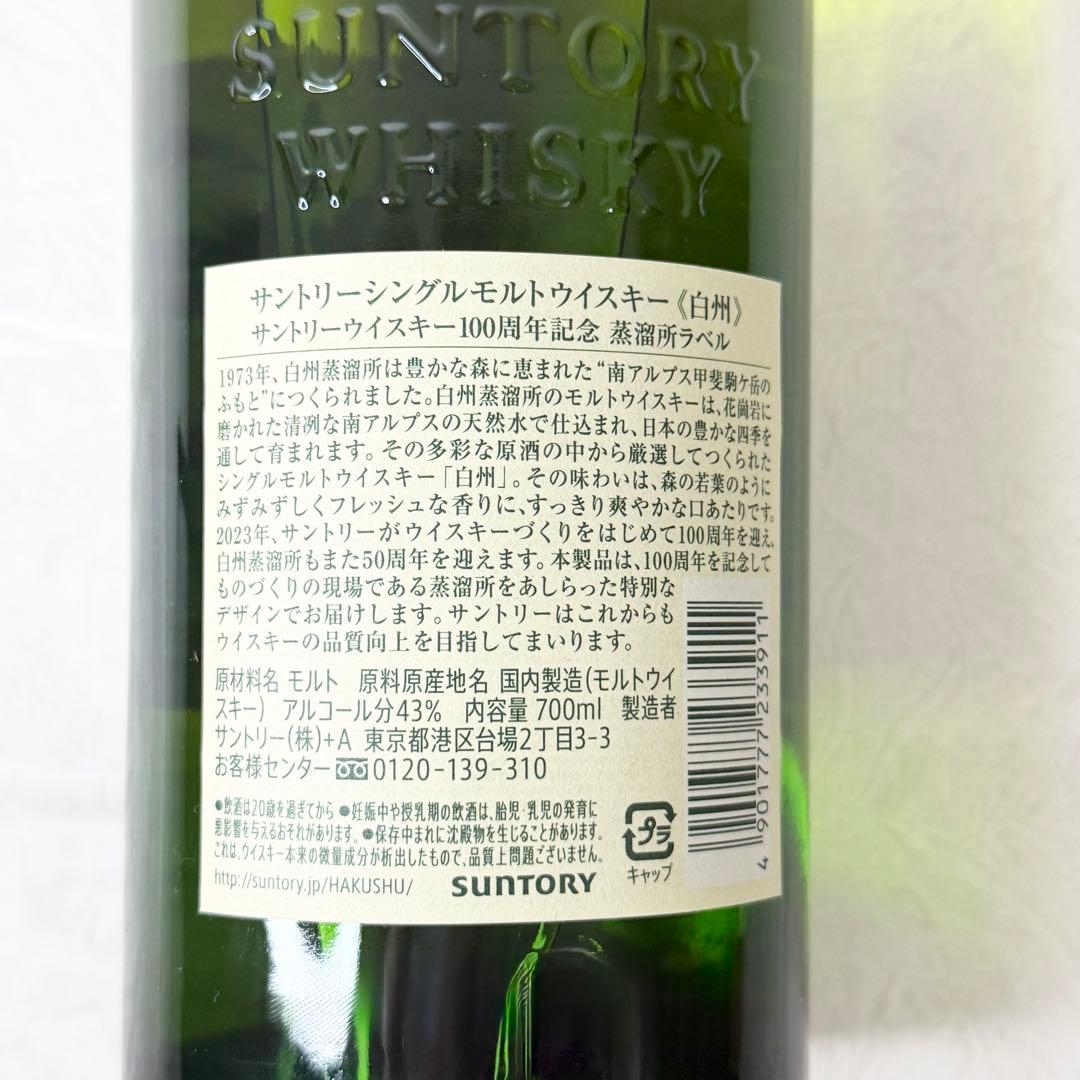 SUNTORY
WHISKY
サントリーシングルモルトウイスキー《白州》
サントリーウイスキー100周年記念 蒸溜所ラベル
1973年、白州蒸溜所は豊かな森に恵まれた“南アルプス甲斐駒ケ岳の
ふもと”につくられました。白州蒸溜所のモルトウイスキーは、花崗岩に
磨かれた清冽な南アルプスの天然水で仕込まれ、日本の豊かな四季を
通して育まれます。その多彩な原酒の中から厳選してつくられた
シングルモルトウイスキー「白州」。その味わいは、森の若葉のように
みずみずしくフレッシュな香りに、すっきり爽やかな口あたりです。
2023年、サントリーがウイスキーづくりをはじめて100周年を迎え、
白州蒸溜所もまた50周年を迎えます。本製品は、100周年を記念して
ものづくりの現場である蒸溜所をあしらった特別な
デザインでお届けします。サントリーはこれからも
ウイスキーの品質向上を目指してまいります。
原材料名 モルト 原料原産地名 国内製造(モルトウイ
スキー) アルコール分43% 内容量 700ml 製造者
サントリー(株)+A 東京都港区台場2丁目3-3
お客様センター 0120-139-310
●飲酒は20歳を過ぎてから ●妊娠中や授乳期の飲酒は、胎児・乳児の発育に
悪影響を与えるおそれがあります。●保存中まれに沈殿物を生じることがあります。
これは、ウイスキー本来の微量成分が析出したもので、品質上問題ございません。
http://suntory.jp/HAKUSHU/ SUNTORY
プラ
キャップ
4 901777 233911